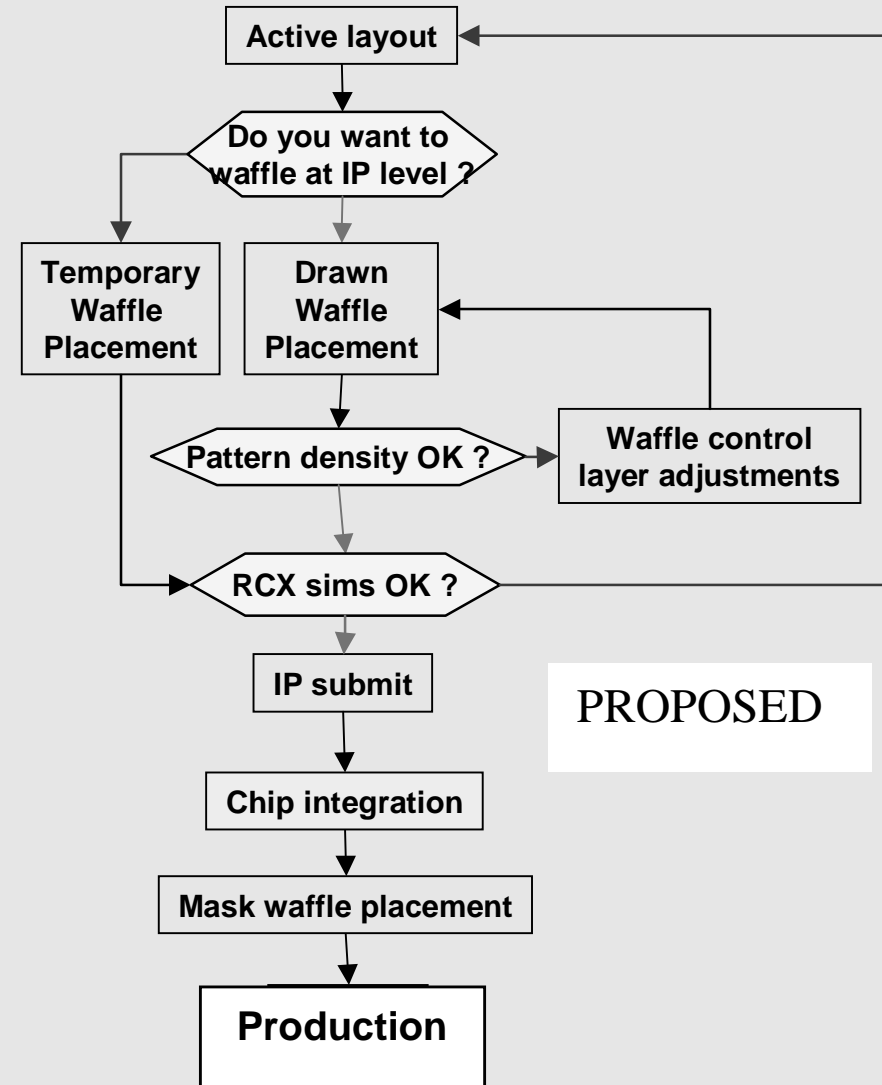 Active layout
Do you want to
waffle at IP level ?
Temporary
Waffle
Placement
Drawn
Waffle
Placement
Pattern density OK ?
Waffle control
layer adjustments
RCX sims OK ?
IP submit
PROPOSED
Chip integration
Mask waffle placement
Production